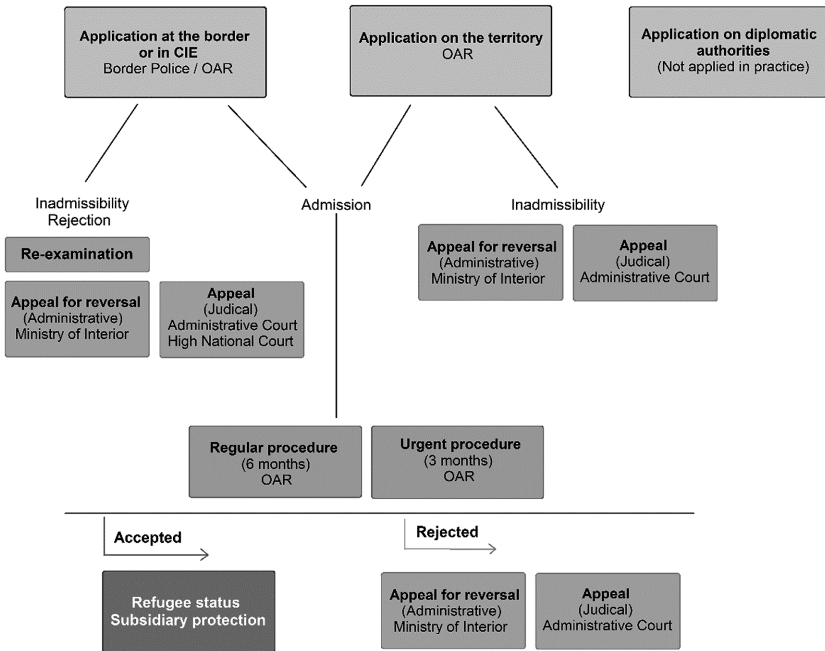 Application at the border
or in CIE
Border Police / OAR
Application on the territory
OAR
Application on diplomatic
authorities
(Not applied in practice)
Inadmissibility
Rejection
Admission
Inadmissibility
Re-examination
Appeal for reversal
(Administrative)
Ministry of Interior
Appeal
(Judical)
Administrative Court
High National Court
Appeal for reversal
(Administrative)
Ministry of Interior
Appeal
(Judical)
Administrative Court
Regular procedure
(6 months)
OAR
Urgent procedure
(3 months)
OAR
Accepted
Rejected
Refugee status
Subsidiary protection
Appeal for reversal
(Administrative)
Ministry of Interior
Appeal
(Judical)
Administrative Court